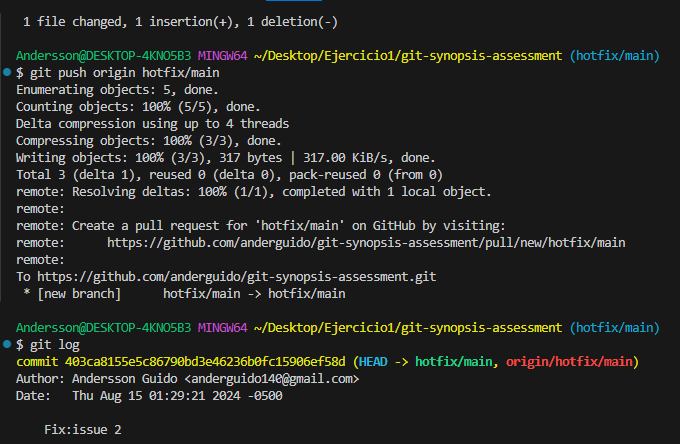 1 file changed, 1 insertion(+), 1 deletion(-)
Andersson@DESKTOP-4KNO5B3 MINGW64 ~/Desktop/Ejercicio1/git-synopsis-assessment (hotfix/main)
$ git push origin hotfix/main
Enumerating objects: 5, done.
Counting objects: 100% (5/5), done.
Delta compression using up to 4 threads
Compressing objects: 100% (3/3), done.
Writing objects: 100% (3/3), 317 bytes | 317.00 KiB/s, done.
Total 3 (delta 1), reused 0 (delta 0), pack-reused 0 (from 0)
remote: Resolving deltas: 100% (1/1), completed with 1 local object.
remote:
remote: Create a pull request for 'hotfix/main' on GitHub by visiting:
remote:      https://github.com/anderguido/git-synopsis-assessment/pull/new/hotfix/main
remote:
To https://github.com/anderguido/git-synopsis-assessment.git
 * [new branch]      hotfix/main -> hotfix/main
Andersson@DESKTOP-4KNO5B3 MINGW64 ~/Desktop/Ejercicio1/git-synopsis-assessment (hotfix/main)
$ git log
commit 403ca8155e5c86790bd3e46236b0fc15906ef58d (HEAD -> hotfix/main, origin/hotfix/main)
Author: Andersson Guido <anderguido140@gmail.com>
Date:   Thu Aug 15 01:29:21 2024 -0500
    Fix:issue 2